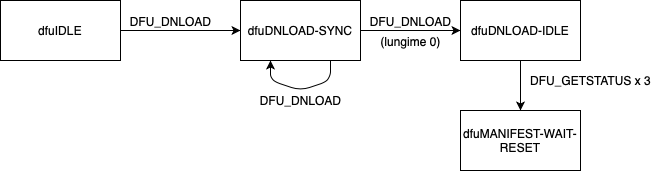 dfuIDLE
DFU_DNLOAD
dfuDNLOAD-SYNC
DFU_DNLOAD
(lungime 0)
dfuDNLOAD-IDLE
DFU_DNLOAD
DFU_GETSTATUS x 3
dfuMANIFEST-WAIT-
RESET